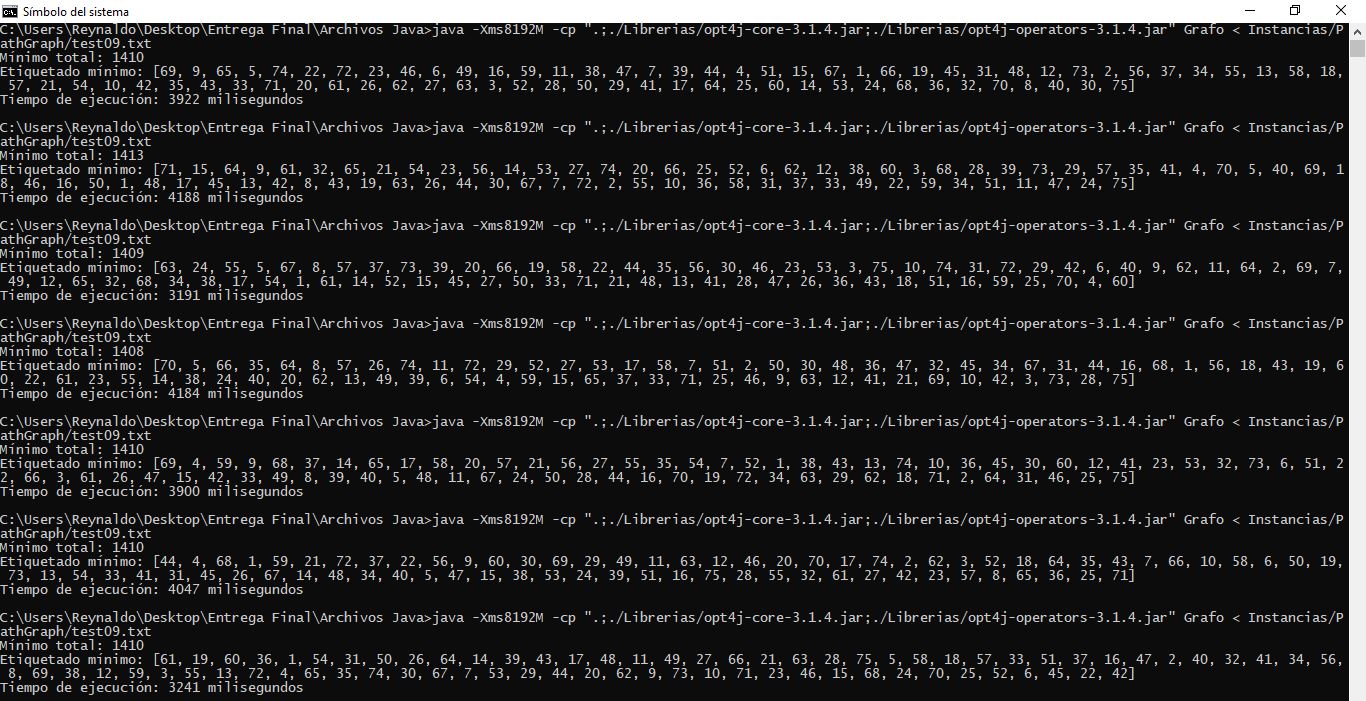 Símbolo del sistema
C:\Users\Reynaldo\Desktop\Entrega Final\Archivos Java>java -Xms8192M -cp ".;./Librerias/opt4j-core-3.1.4.jar;./Librerias/opt4j-operators-3.1.4.jar" Grafo < Instancias/P
athGraph/test09.txt
Mínimo total: 1410
Etiquetado mínimo: [69, 9, 65, 5, 74, 22, 72, 23, 46, 6, 49, 16, 59, 11, 38, 47, 7, 39, 44, 4, 51, 15, 67, 1, 66, 19, 45, 31, 48, 12, 73, 2, 56, 37, 34, 55, 13, 58, 18,
 57, 21, 54, 10, 42, 35, 43, 33, 71, 20, 61, 26, 62, 27, 63, 3, 52, 28, 50, 29, 41, 17, 64, 25, 60, 14, 53, 24, 68, 36, 32, 70, 8, 40, 30, 75]
Tiempo de ejecución: 3922 milisegundos
C:\Users\Reynaldo\Desktop\Entrega Final\Archivos Java>java -Xms8192M -cp ".;./Librerias/opt4j-core-3.1.4.jar;./Librerias/opt4j-operators-3.1.4.jar" Grafo < Instancias/P
athGraph/test09.txt
Mínimo total: 1413
Etiquetado mínimo: [71, 15, 64, 9, 61, 32, 65, 21, 54, 23, 56, 14, 53, 27, 74, 20, 66, 25, 52, 6, 62, 12, 38, 60, 3, 68, 28, 39, 73, 29, 57, 35, 41, 4, 70, 5, 40, 69, 1
8, 46, 16, 50, 1, 48, 17, 45, 13, 42, 8, 43, 19, 63, 26, 44, 30, 67, 7, 72, 2, 55, 10, 36, 58, 31, 37, 33, 49, 22, 59, 34, 51, 11, 47, 24, 75]
Tiempo de ejecución: 4188 milisegundos
C:\Users\Reynaldo\Desktop\Entrega Final\Archivos Java>java -Xms8192M -cp ".;./Librerias/opt4j-core-3.1.4.jar;./Librerias/opt4j-operators-3.1.4.jar" Grafo < Instancias/P
athGraph/test09.txt
Mínimo total: 1409
Etiquetado mínimo: [63, 24, 55, 5, 67, 8, 57, 37, 73, 39, 20, 66, 19, 58, 22, 44, 35, 56, 30, 46, 23, 53, 3, 75, 10, 74, 31, 72, 29, 42, 6, 40, 9, 62, 11, 64, 2, 69, 7,
 49, 12, 65, 32, 68, 34, 38, 17, 54, 1, 61, 14, 52, 15, 45, 27, 50, 33, 71, 21, 48, 13, 41, 28, 47, 26, 36, 43, 18, 51, 16, 59, 25, 70, 4, 60]
Tiempo de ejecución: 3191 milisegundos
C:\Users\Reynaldo\Desktop\Entrega Final\Archivos Java>java -Xms8192M -cp ".;./Librerias/opt4j-core-3.1.4.jar;./Librerias/opt4j-operators-3.1.4.jar" Grafo < Instancias/P
athGraph/test09.txt
Mínimo total: 1408
Etiquetado mínimo: [70, 5, 66, 35, 64, 8, 57, 26, 74, 11, 72, 29, 52, 27, 53, 17, 58, 7, 51, 2, 50, 30, 48, 36, 47, 32, 45, 34, 67, 31, 44, 16, 68, 1, 56, 18, 43, 19, 6
0, 22, 61, 23, 55, 14, 38, 24, 40, 20, 62, 13, 49, 39, 6, 54, 4, 59, 15, 65, 37, 33, 71, 25, 46, 9, 63, 12, 41, 21, 69, 10, 42, 3, 73, 28, 75]
Tiempo de ejecución: 4184 milisegundos
C:\Users\Reynaldo\Desktop\Entrega Final\Archivos Java>java -Xms8192M -cp ".;./Librerias/opt4j-core-3.1.4.jar;./Librerias/opt4j-operators-3.1.4.jar" Grafo < Instancias/P
athGraph/test09.txt
Mínimo total: 1410
Etiquetado mínimo: [69, 4, 59, 9, 68, 37, 14, 65, 17, 58, 20, 57, 21, 56, 27, 55, 35, 54, 7, 52, 1, 38, 43, 13, 74, 10, 36, 45, 30, 60, 12, 41, 23, 53, 32, 73, 6, 51, 2
2, 66, 3, 61, 26, 47, 15, 42, 33, 49, 8, 39, 40, 5, 48, 11, 67, 24, 50, 28, 44, 16, 70, 19, 72, 34, 63, 29, 62, 18, 71, 2, 64, 31, 46, 25, 75]
Tiempo de ejecución: 3900 milisegundos
C:\Users\Reynaldo\Desktop\Entrega Final\Archivos Java>java -Xms8192M -cp ".;./Librerias/opt4j-core-3.1.4.jar;./Librerias/opt4j-operators-3.1.4.jar" Grafo < Instancias/P
athGraph/test09.txt
Mínimo total: 1410
Etiquetado mínimo: [44, 4, 68, 1, 59, 21, 72, 37, 22, 56, 9, 60, 30, 69, 29, 49, 11, 63, 12, 46, 20, 70, 17, 74, 2, 62, 3, 52, 18, 64, 35, 43, 7, 66, 10, 58, 6, 50, 19,
 73, 13, 54, 33, 41, 31, 45, 26, 67, 14, 48, 34, 40, 5, 47, 15, 38, 53, 24, 39, 51, 16, 75, 28, 55, 32, 61, 27, 42, 23, 57, 8, 65, 36, 25, 71]
Tiempo de ejecución: 4047 milisegundos
C:\Users\Reynaldo\Desktop\Entrega Final\Archivos Java>java -Xms8192M -cp ".;./Librerias/opt4j-core-3.1.4.jar;./Librerias/opt4j-operators-3.1.4.jar" Grafo < Instancias/P
athGraph/test09.txt
Mínimo total: 1410
Etiquetado mínimo: [61, 19, 60, 36, 1, 54, 31, 50, 26, 64, 14, 39, 43, 17, 48, 11, 49, 27, 66, 21, 63, 28, 75, 5, 58, 18, 57, 33, 51, 37, 16, 47, 2, 40, 32, 41, 34, 56,
 8, 69, 38, 12, 59, 3, 55, 13, 72, 4, 65, 35, 74, 30, 67, 7, 53, 29, 44, 20, 62, 9, 73, 10, 71, 23, 46, 15, 68, 24, 70, 25, 52, 6, 45, 22, 42]
Tiempo de ejecución: 3241 milisegundos